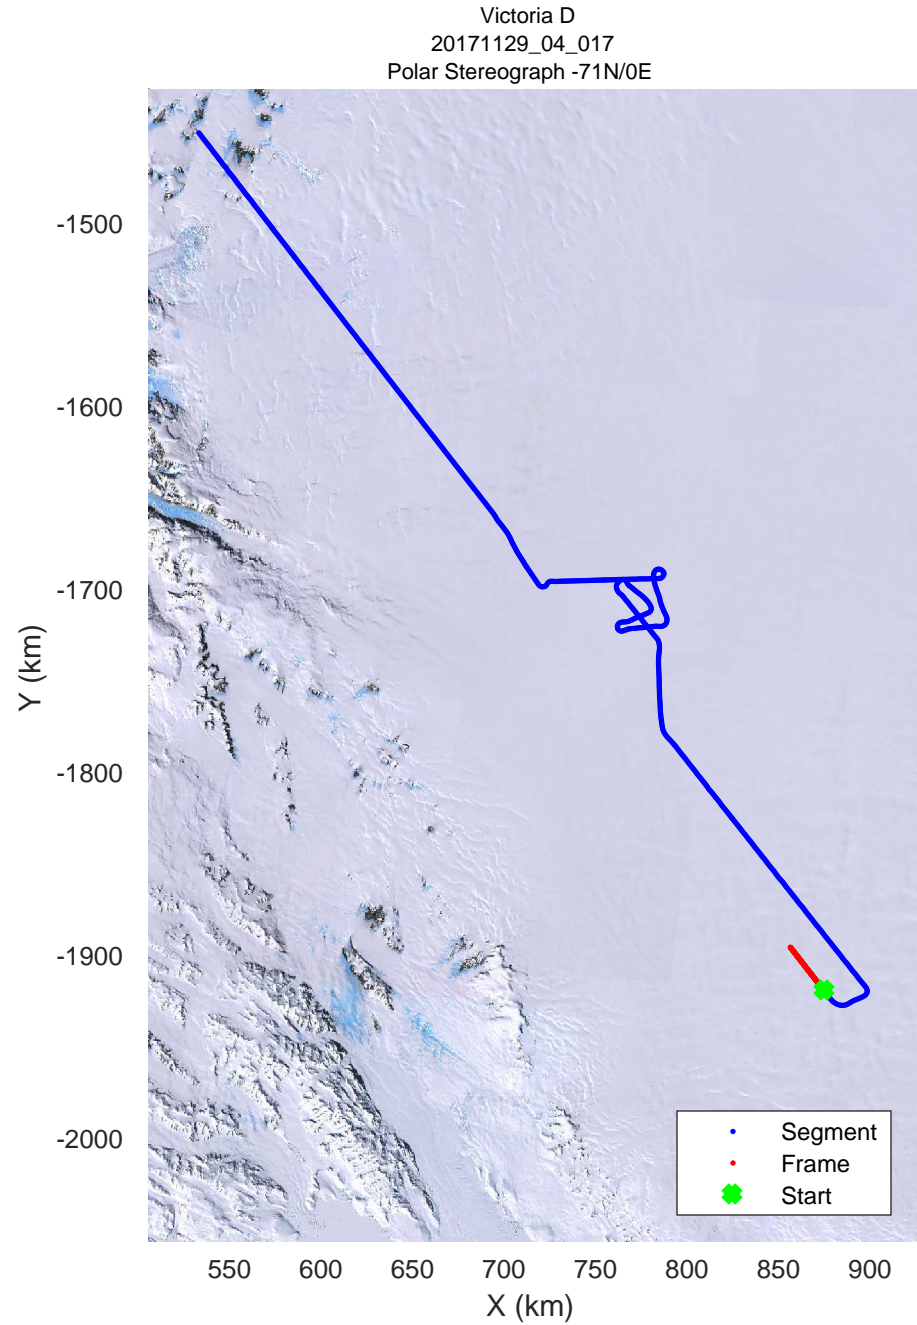 Victoria D
20171129_04_017
Polar Stereograph -71N/0E
-1500
-1600
-1700
-1800
-1900
-2000
Y (km)
550 600 650 700 750 800 850 900
X (km)
Segment
Frame
Start